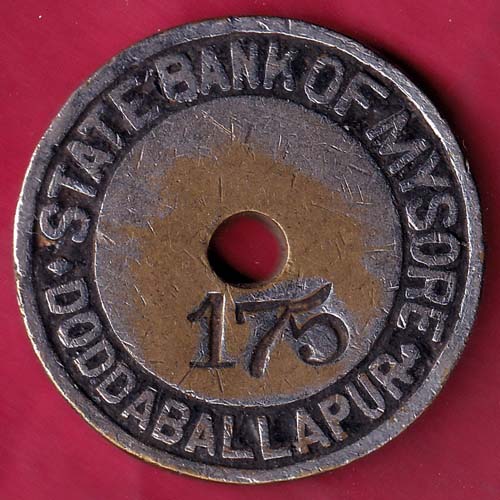 STATE BANK OF MYSORE
DODDABALLAPUR
175